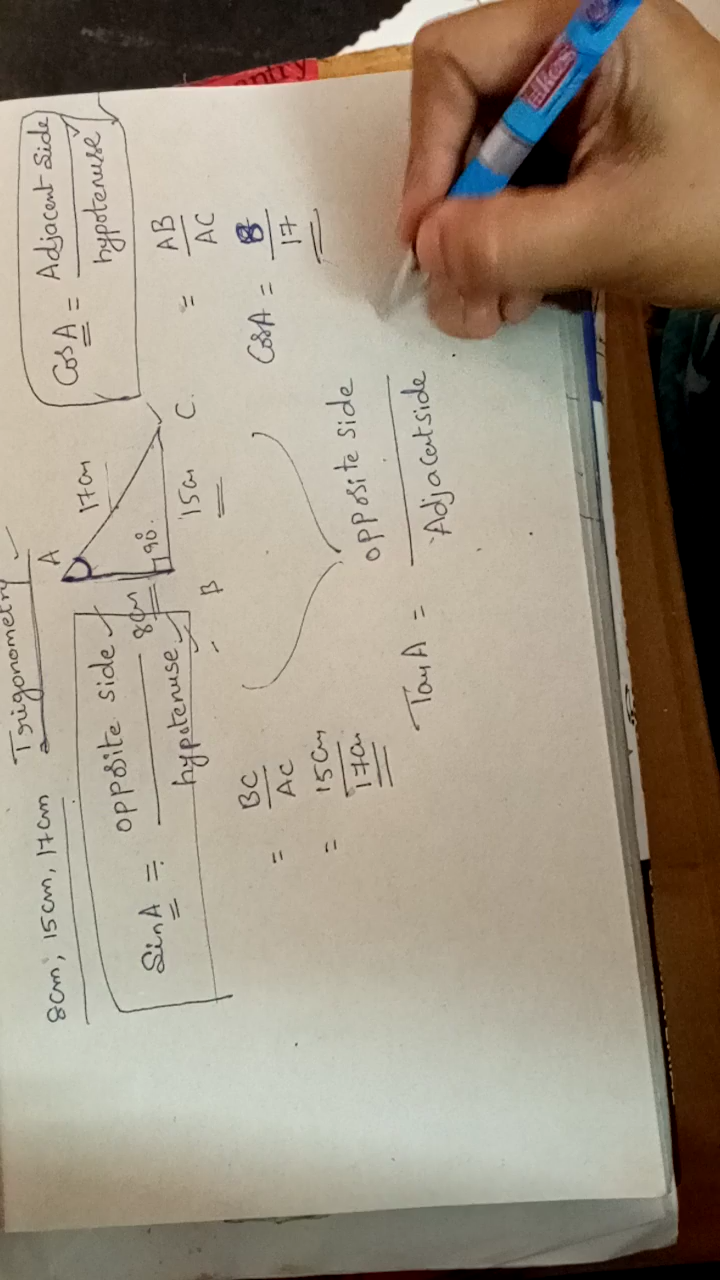 Trigonometry
8cm, 15cm, 17cm
Sin A = opposite side
hypotenuse
A
17cm
8cm
90°
15cm
B
C.
Cos A = Adjacent side
hypotenuse
= BC
AC
= 15cm
17cm
= AB
AC
Cos A = 8
17
Tan A = opposite side
Adjacent side